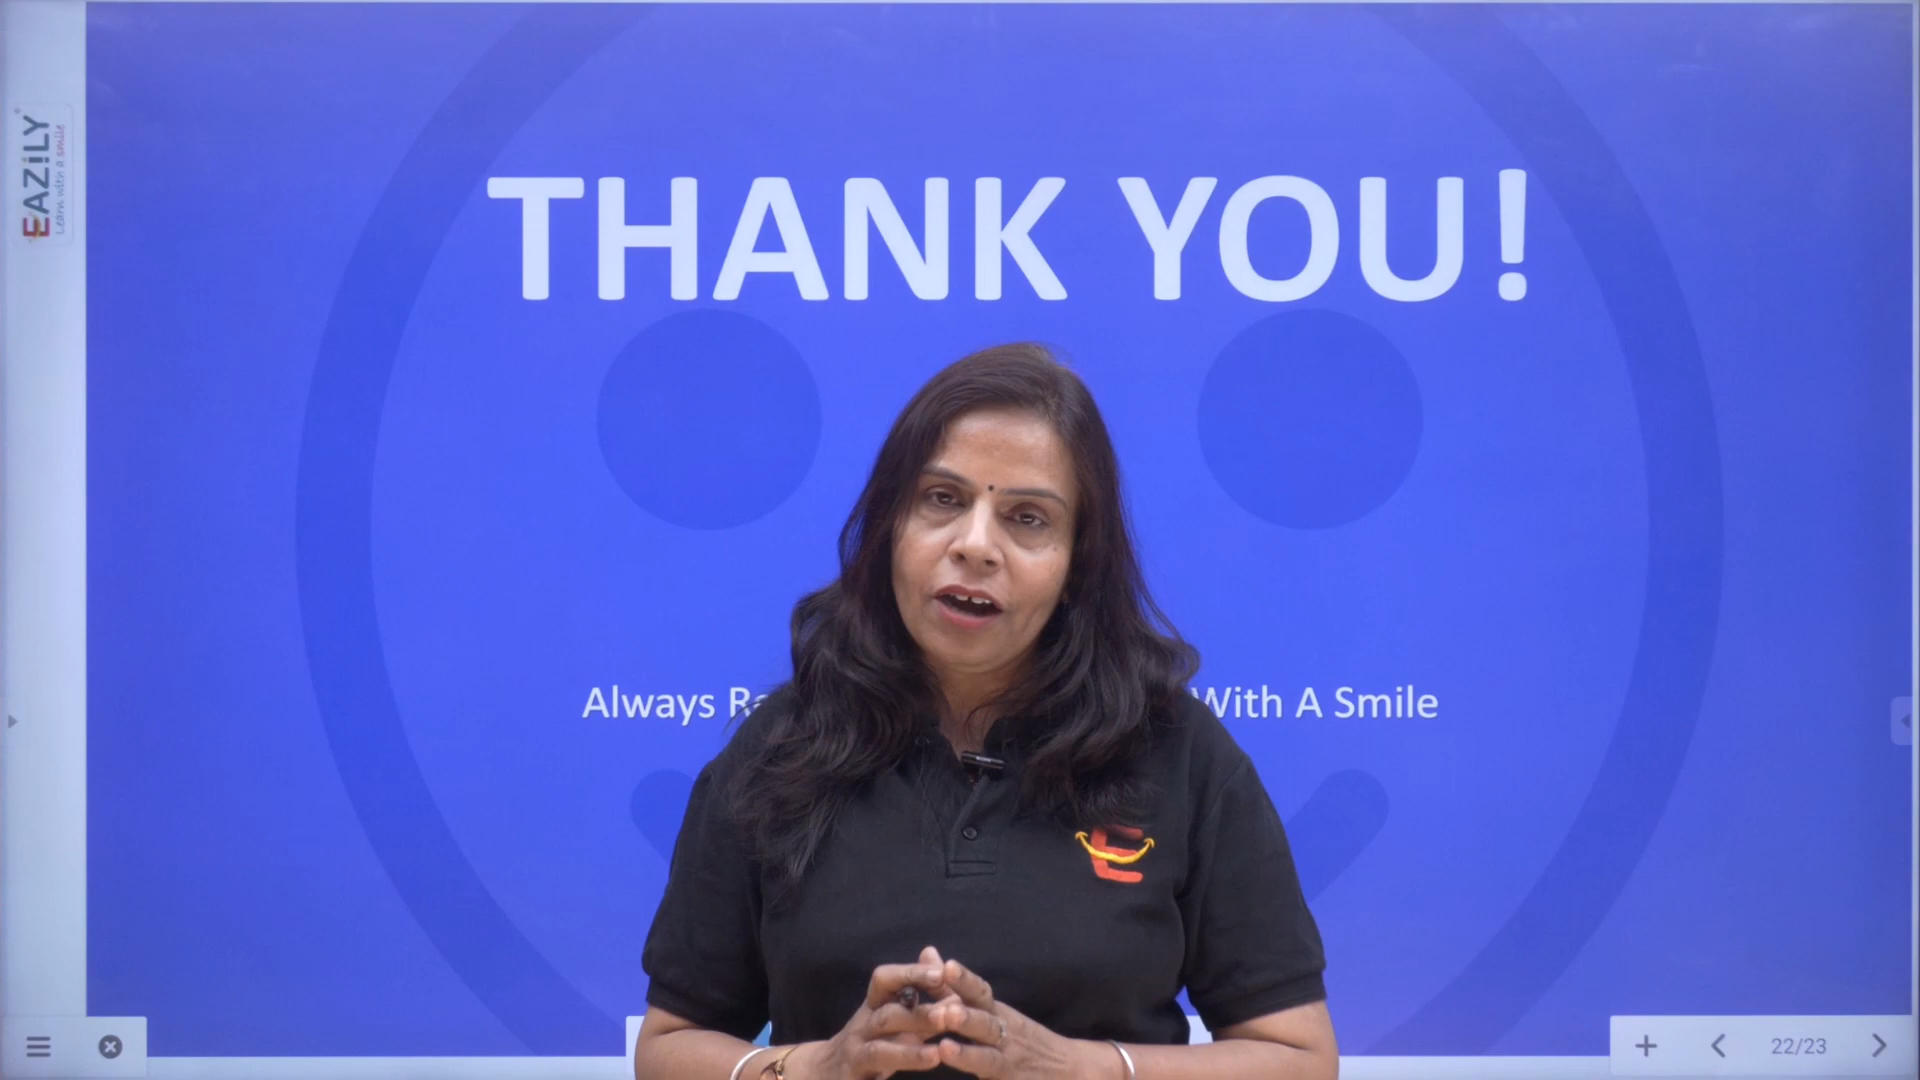 EAZiLY
Learn with a smile
THANK YOU!
Always With A Smile
E
22/23